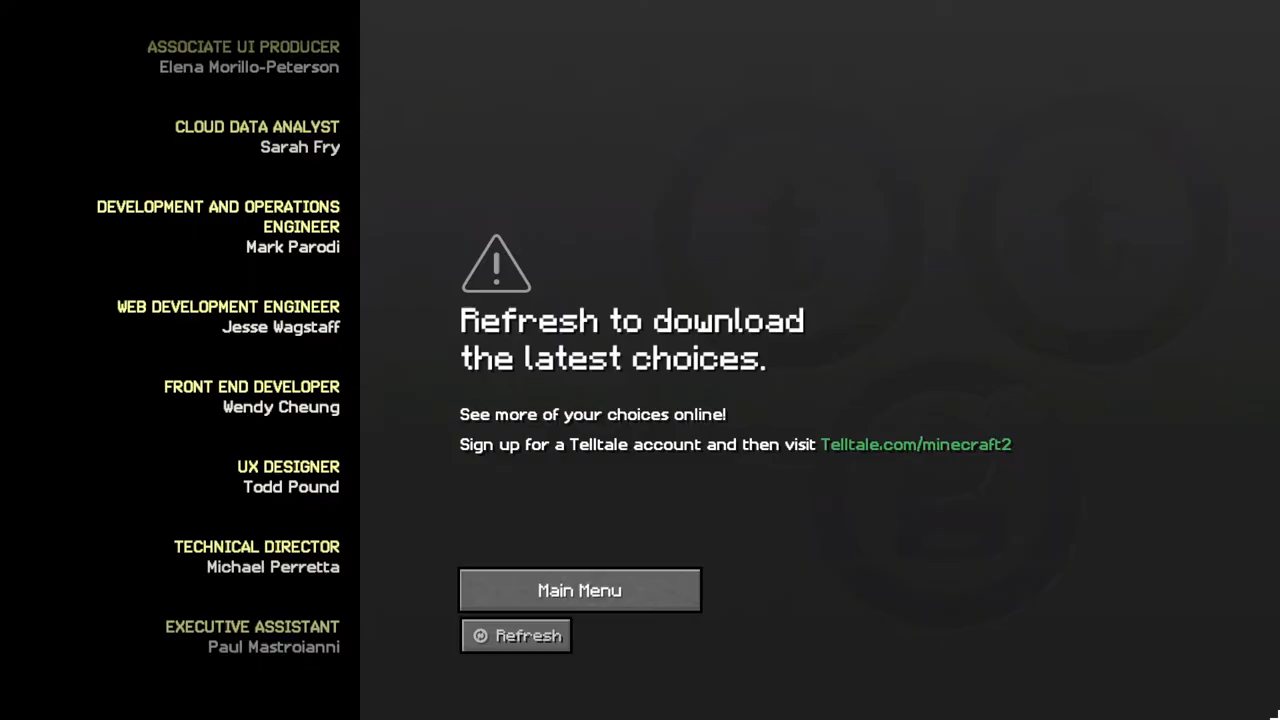 ASSOCIATE UI PRODUCER
Elena Morillo-Peterson
CLOUD DATA ANALYST
Sarah Fry
DEVELOPMENT AND OPERATIONS
ENGINEER
Mark Parodi
WEB DEVELOPMENT ENGINEER
Jesse Wagstaff
FRONT END DEVELOPER
Wendy Cheung
UX DESIGNER
Todd Pound
TECHNICAL DIRECTOR
Michael Perretta
EXECUTIVE ASSISTANT
Paul Mastroianni
Refresh to download
the latest choices.
See more of your choices online!
Sign up for a Telltale account and then visit Telltale.com/minecraft2
Main Menu
Refresh